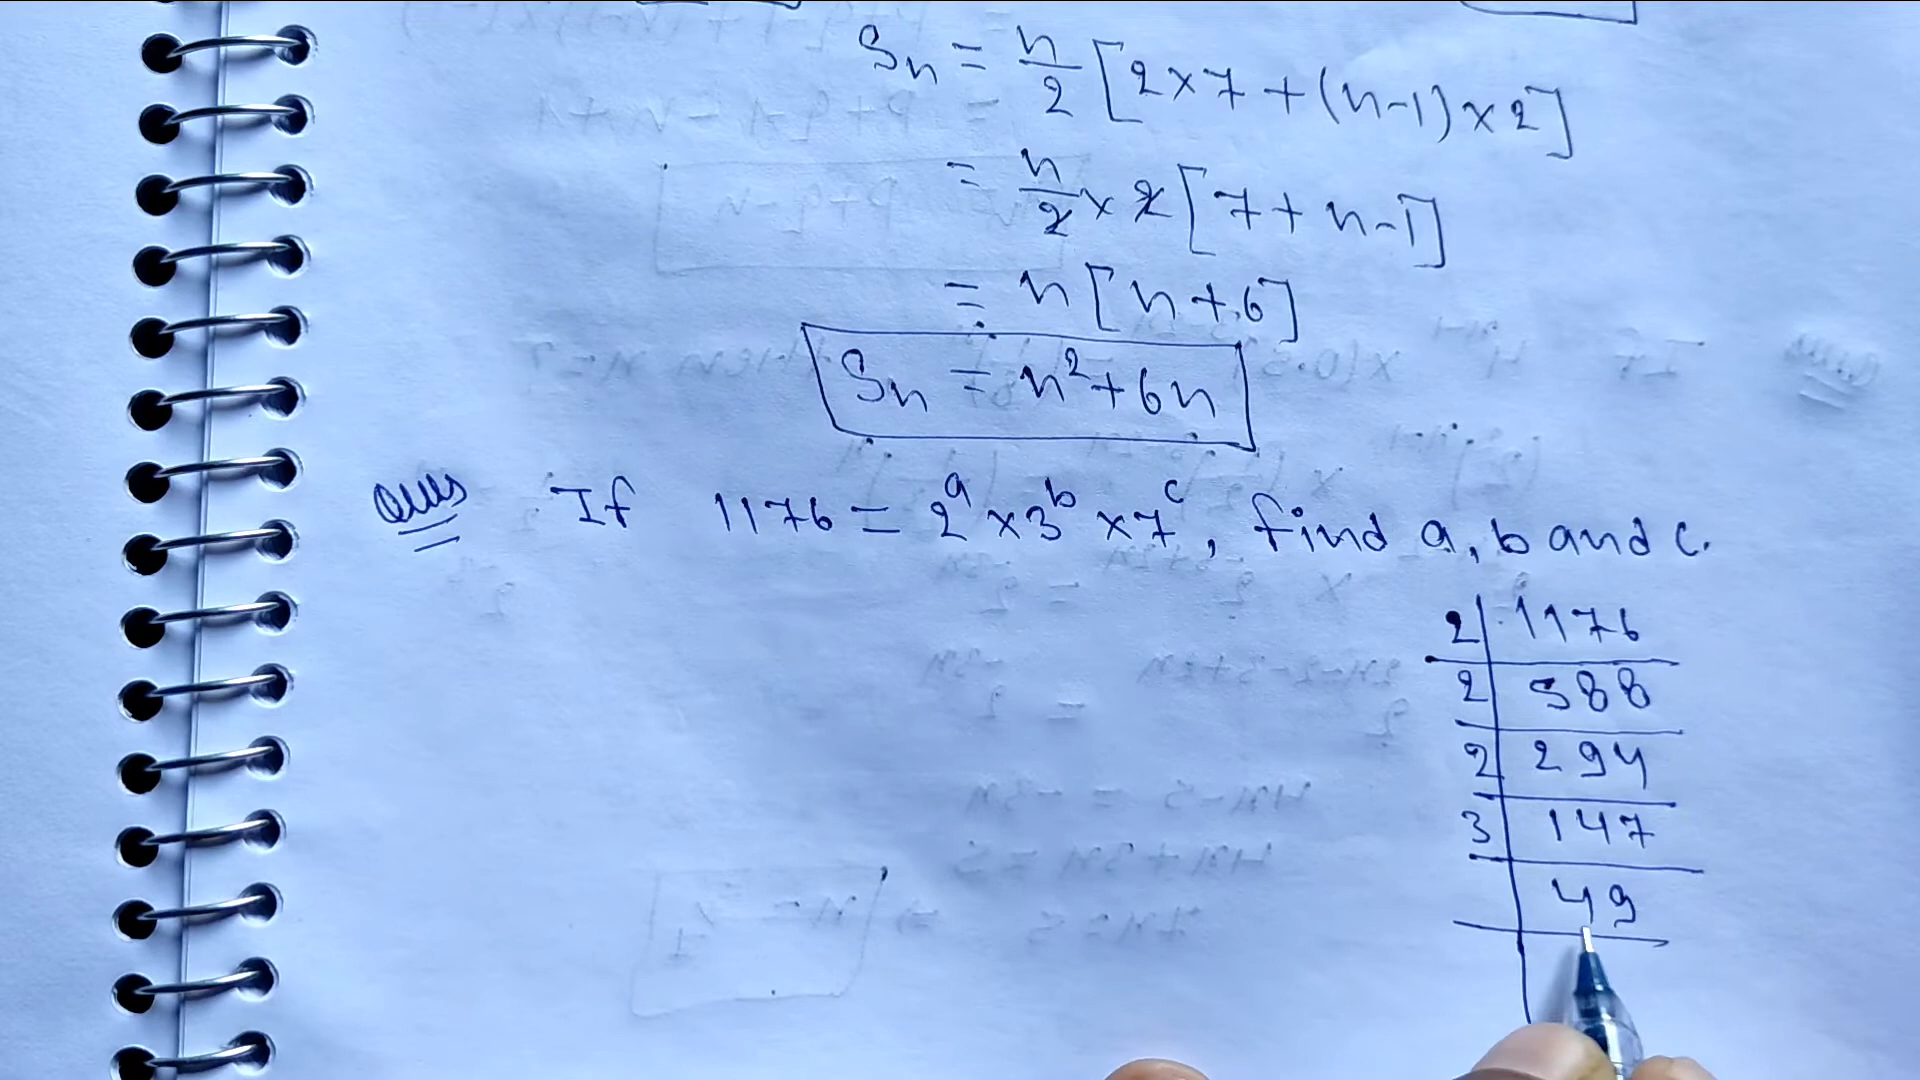 Sn = n/2 [2×7+(n-1)×2]
= n/2 × 2 [7+n-1]
= n[n+6]
Sn = n²+6n
Ques If 1176 = 2^a × 3^b × 7^c, find a, b and c.
2 | 1176
2 | 588
2 | 294
3 | 147
49